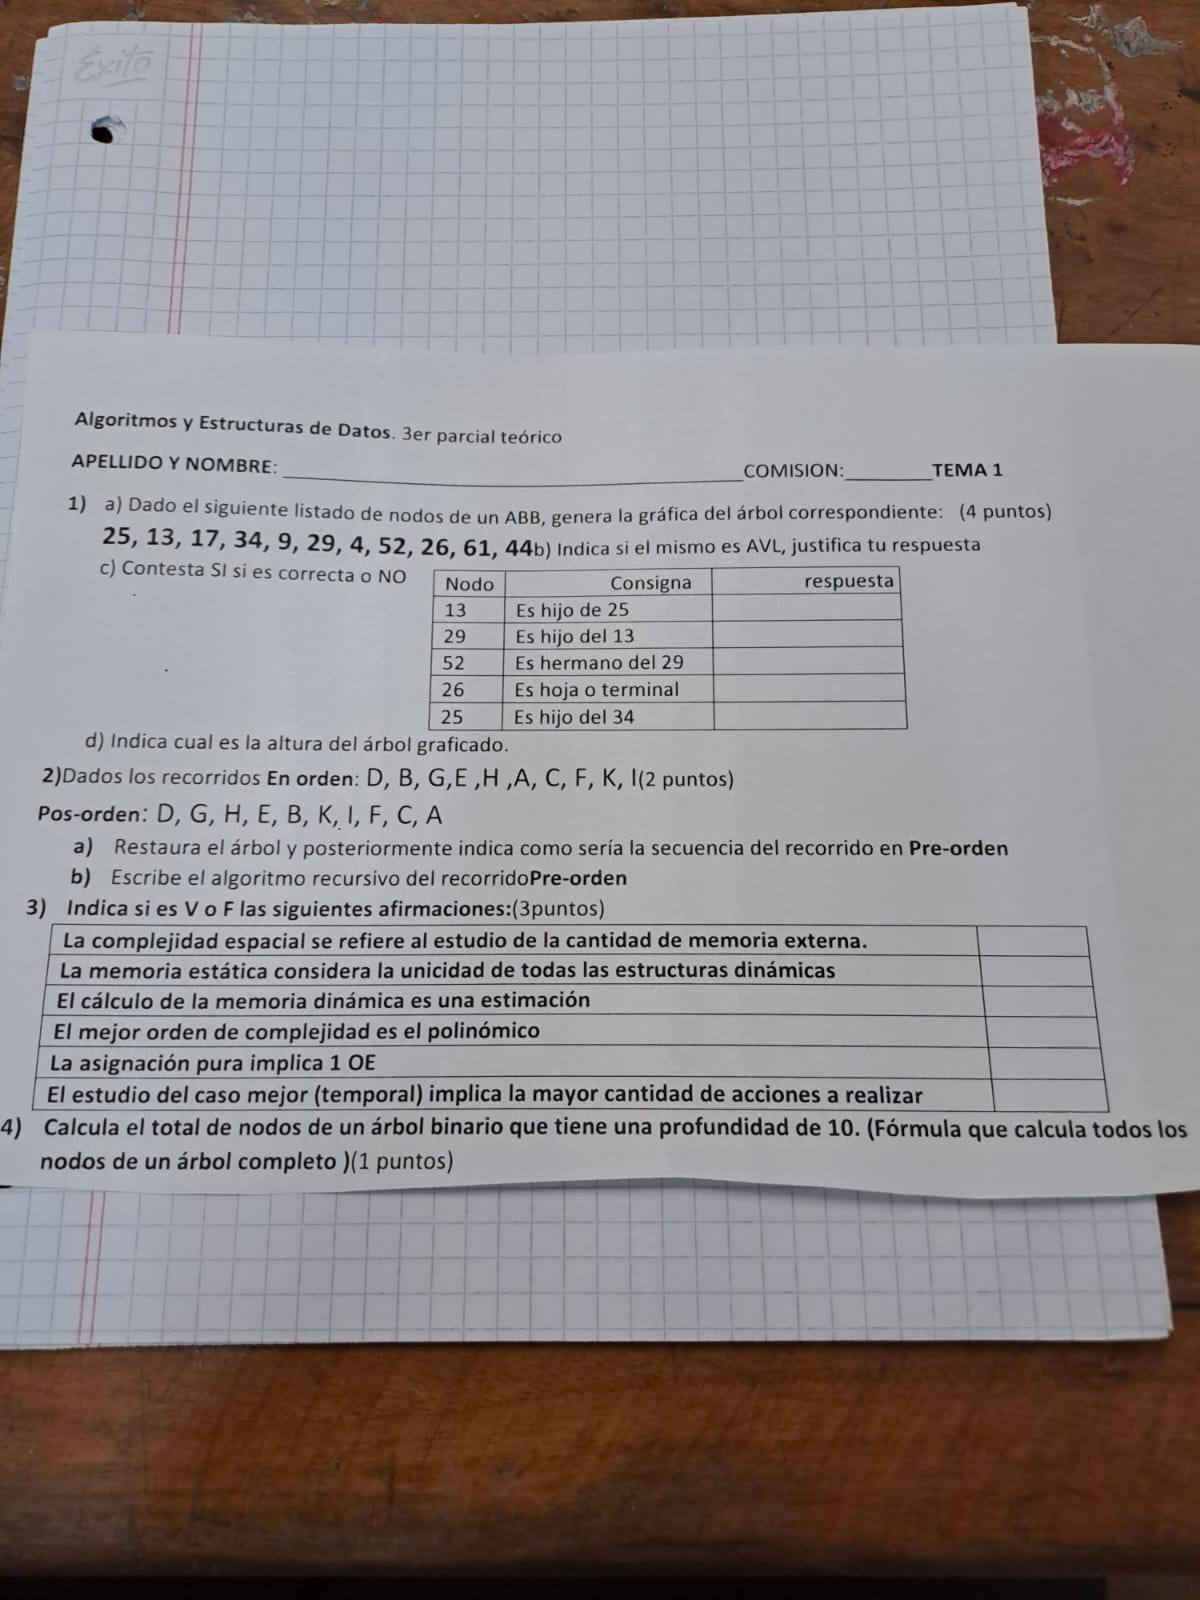 Éxito
Algoritmos y Estructuras de Datos. 3er parcial teórico
APELLIDO Y NOMBRE: ____________________COMISION:________TEMA 1
1) a) Dado el siguiente listado de nodos de un ABB, genera la gráfica del árbol correspondiente: (4 puntos)
25, 13, 17, 34, 9, 29, 4, 52, 26, 61, 44b) Indica si el mismo es AVL, justifica tu respuesta
c) Contesta SI si es correcta o NO
Nodo Consigna respuesta
13 Es hijo de 25
29 Es hijo del 13
52 Es hermano del 29
26 Es hoja o terminal
25 Es hijo del 34
d) Indica cual es la altura del árbol graficado.
2)Dados los recorridos En orden: D, B, G,E ,H ,A, C, F, K, I(2 puntos)
Pos-orden: D, G, H, E, B, K, I, F, C, A
a) Restaura el árbol y posteriormente indica como sería la secuencia del recorrido en Pre-orden
b) Escribe el algoritmo recursivo del recorridoPre-orden
3) Indica si es V o F las siguientes afirmaciones:(3puntos)
La complejidad espacial se refiere al estudio de la cantidad de memoria externa.
La memoria estática considera la unicidad de todas las estructuras dinámicas
El cálculo de la memoria dinámica es una estimación
El mejor orden de complejidad es el polinómico
La asignación pura implica 1 OE
El estudio del caso mejor (temporal) implica la mayor cantidad de acciones a realizar
4) Calcula el total de nodos de un árbol binario que tiene una profundidad de 10. (Fórmula que calcula todos los
nodos de un árbol completo )(1 puntos)